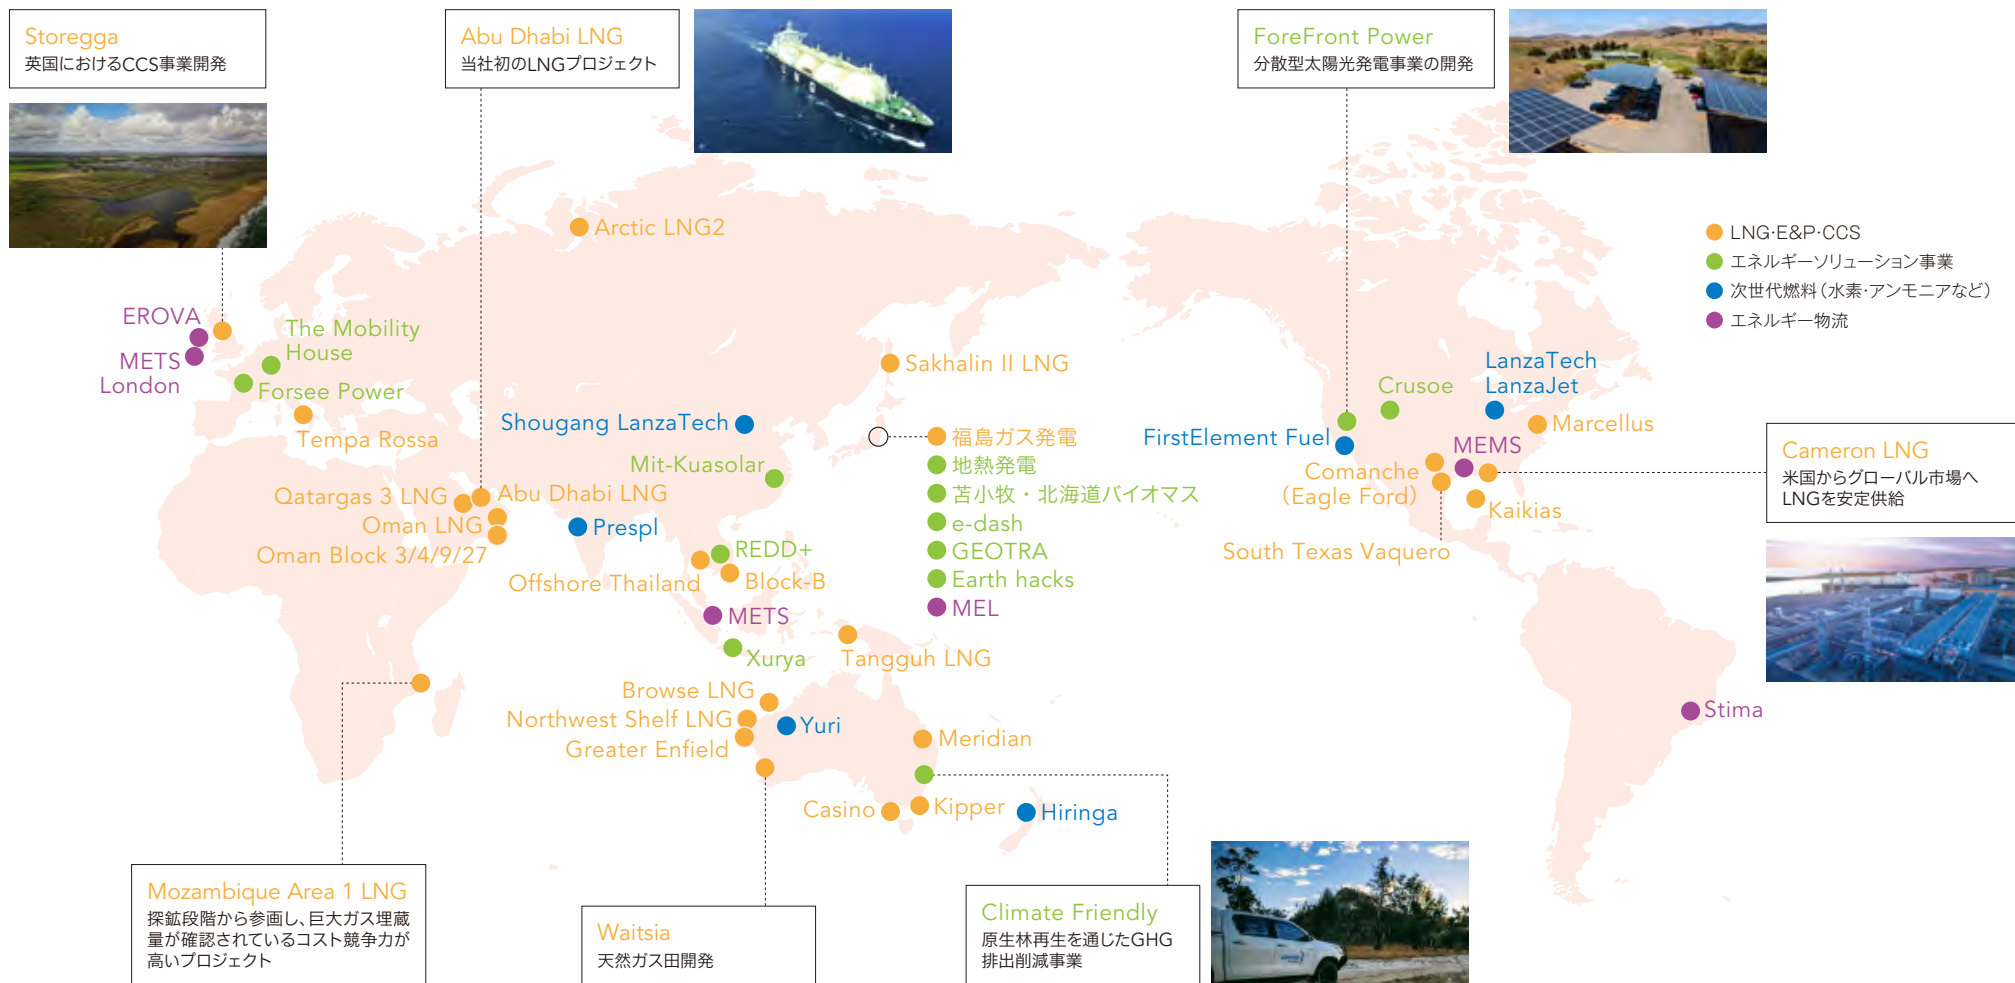 Storegga
英国におけるCCS事業開発
Abu Dhabi LNG
当社初のLNGプロジェクト
ForeFront Power
分散型太陽光発電事業の開発
LNG·E&P·CCS
エネルギーソリューション事業
次世代燃料(水素·アンモニアなど)
エネルギー物流
Arctic LNG2
EROVA
METS
London
The Mobility
House
Forsee Power
Tempa Rossa
Sakhalin II LNG
Shougang LanzaTech
Mit-Kuasolar
Qatargas 3 LNG
Abu Dhabi LNG
Oman LNG
Oman Block 3/4/9/27
Prespl
REDD+
Offshore Thailand
Block-B
METS
Xurya
Tangguh LNG
福島ガス発電
地熱発電
苫小牧・北海道バイオマス
e-dash
GEOTRA
Earth hacks
MEL
FirstElement Fuel
Crusoe
LanzaTech
LanzaJet
Marcellus
MEMS
Comanche
(Eagle Ford)
Kaikias
South Texas Vaquero
Cameron LNG
米国からグローバル市場へ
LNGを安定供給
Stima
Browse LNG
Northwest Shelf LNG
Greater Enfield
Yuri
Meridian
Casino
Kipper
Hiringa
Mozambique Area 1 LNG
探鉱段階から参画し、巨大ガス埋蔵
量が確認されているコスト競争力が
高いプロジェクト
Waitsia
天然ガス田開発
Climate Friendly
原生林再生を通じたGHG
排出削減事業